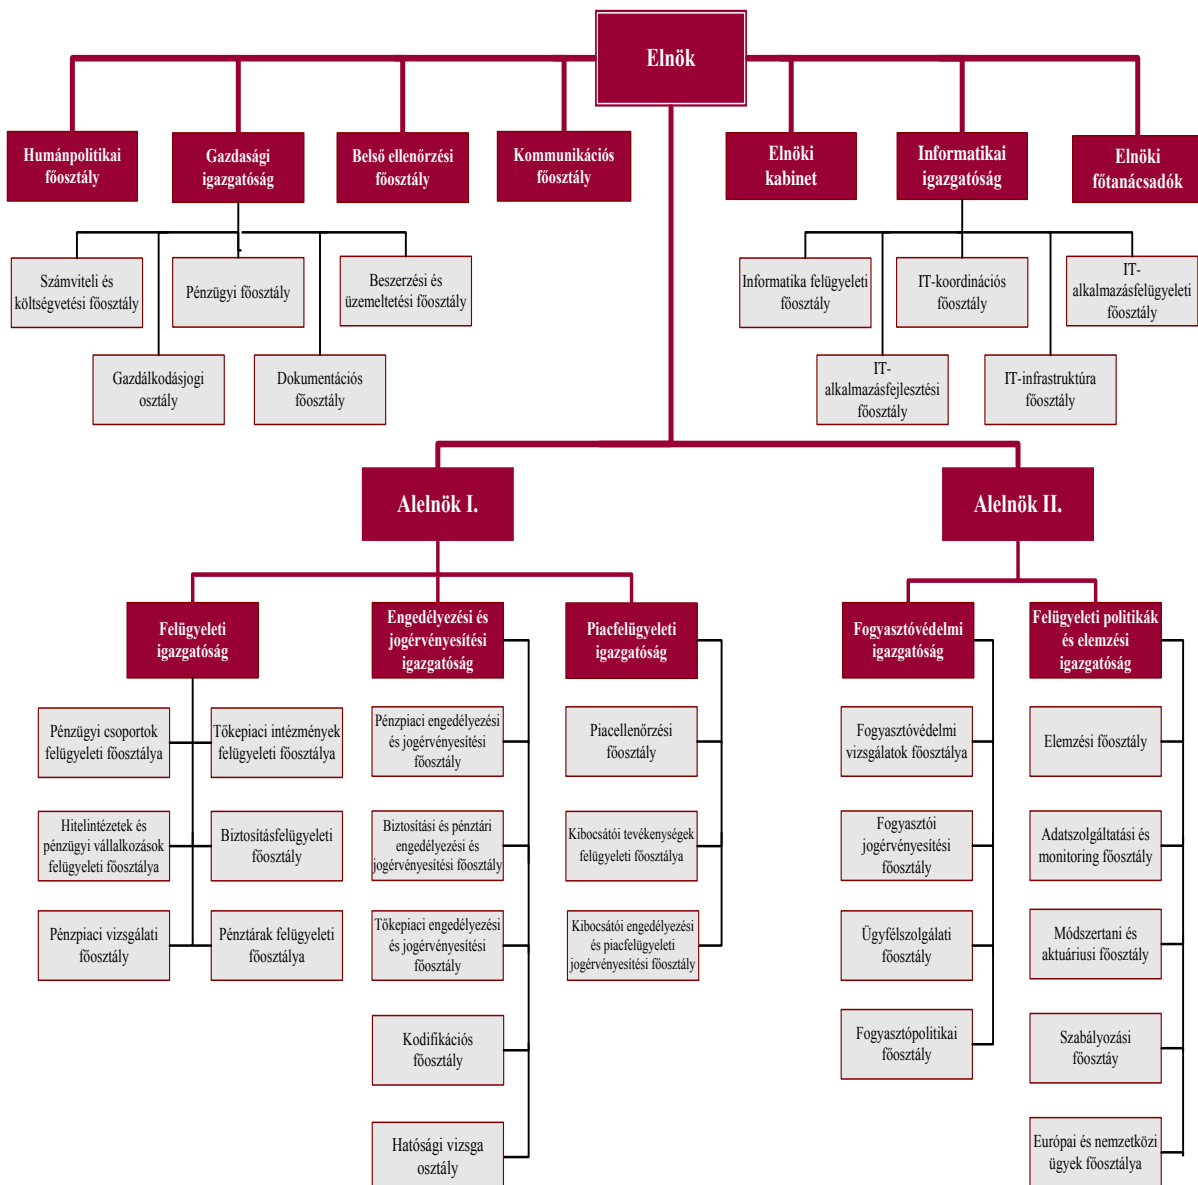 Elnök
Humánpolitikai
főosztály
Gazdasági
igazgatóság
Belső ellenőrzési
főosztály
Kommunikációs
főosztály
Elnöki
kabinet
Informatikai
igazgatóság
Elnöki
főtanácsadók
Számviteli és
költségvetési főosztály
Pénzügyi főosztály
Beszerzési és
üzemeltetési főosztály
Informatika felügyeleti
főosztály
IT-koordinációs
főosztály
IT-
alkalmazásfelügyeleti
főosztály
Gazdálkodásjogi
osztály
Dokumentációs
főosztály
IT-
alkalmazásfejlesztési
főosztály
IT-infrastruktúra
főosztály
Alelnök I.
Alelnök II.
Felügyeleti
igazgatóság
Engedélyezési és
jogérvényesítési
igazgatóság
Piacfelügyeleti
igazgatóság
Fogyasztóvédelmi
igazgatóság
Felügyeleti politikák
és elemzési
igazgatóság
Pénzügyi csoportok
felügyeleti főosztálya
Tőkepiaci intézmények
felügyeleti főosztálya
Pénzpiaci engedélyezési
és jogérvényesítési
főosztály
Piacellenőrzési
főosztály
Fogyasztóvédelmi
vizsgálatok főosztálya
Elemzési főosztály
Hitelintézetek és
pénzügyi vállalkozások
felügyeleti főosztálya
Biztosításfelügyeleti
főosztály
Biztosítási és pénztári
engedélyezési és
jogérvényesítési főosztály
Kibocsátói tevékenységek
felügyeleti főosztálya
Fogyasztói
jogérvényesítési
főosztály
Adatszolgáltatási és
monitoring főosztály
Pénzpiaci vizsgálati
főosztály
Pénztárak felügyeleti
főosztálya
Tőkepiaci engedélyezési
és jogérvényesítési
főosztály
Kibocsátói engedélyezési
és piacfelügyeleti
jogérvényesítési főosztály
Ügyfélszolgálati
főosztály
Módszertani és
aktuáriusi főosztály
Kodifikációs
főosztály
Fogyasztópolitikai
főosztály
Szabályozási
főosztáy
Hatósági vizsga
osztály
Európai és nemzetközi
ügyek főosztálya